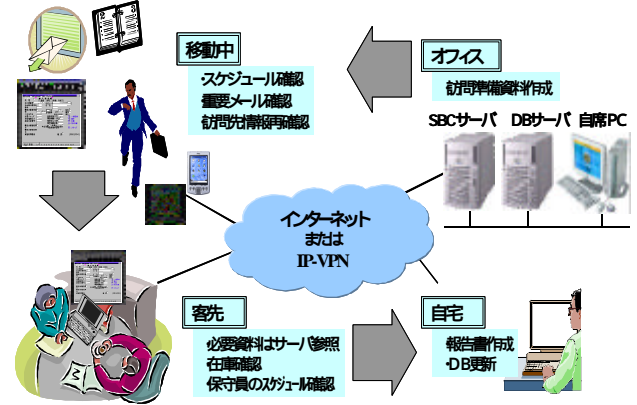 移動中
・スケジュール確認
・重要メール確認
・訪問先情報再確認
オフィス
・訪問準備資料作成
SBCサーバ DBサーバ 自席PC
インターネット
または
IP-VPN
客先
・必要資料はサーバ参照
・在庫確認
・保守員のスケジュール確認
自宅
・報告書作成
・DB更新